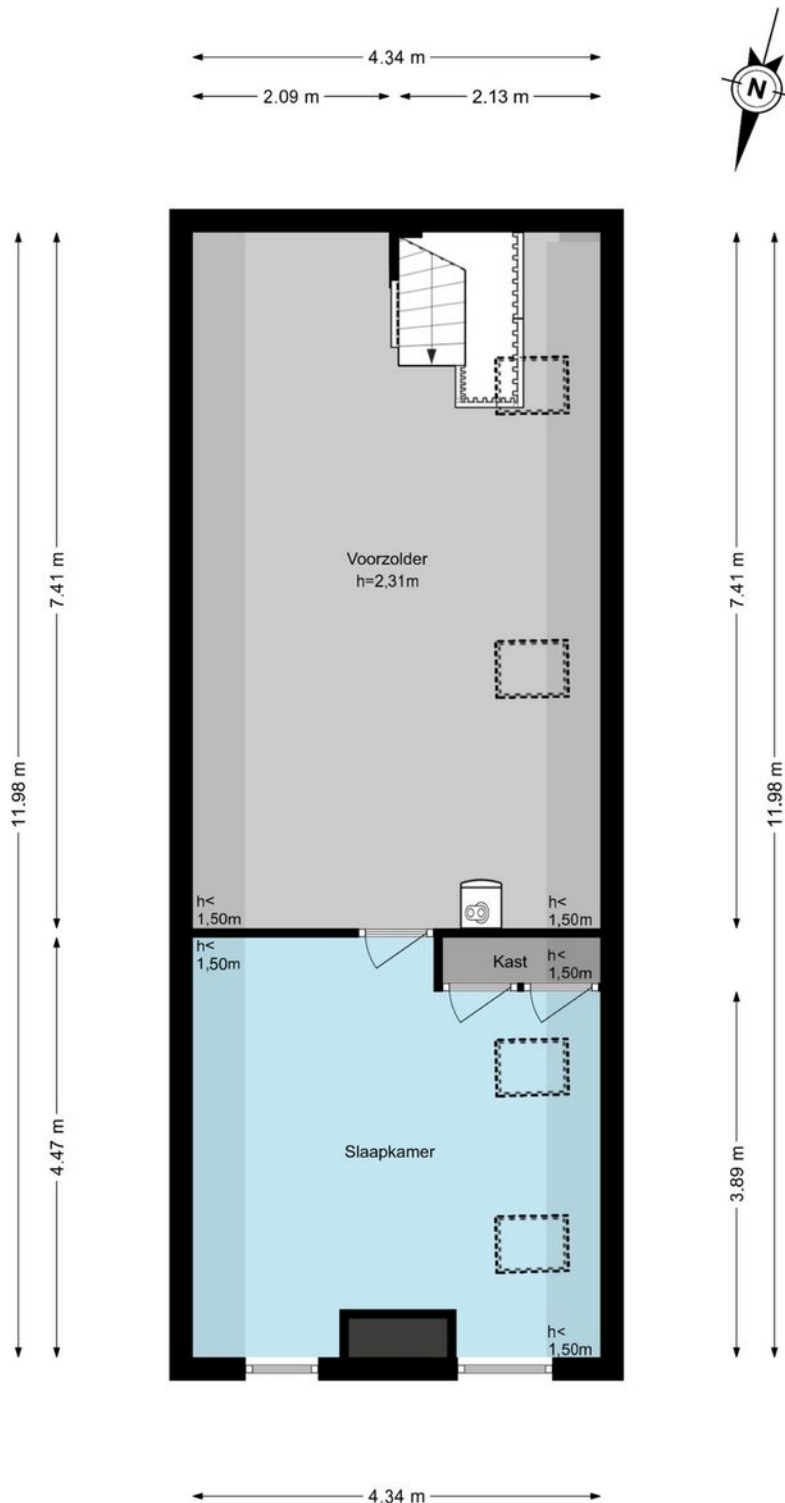 4.34 m
2.09 m
2.13 m
N
11.98 m
7.41 m
7.41 m
11.98 m
Voorzolder
h=2,31m
h<
1,50m
h<
1,50m
h<
1,50m
Kast
h<
1,50m
4.47 m
3.89 m
Slaapkamer
h<
1,50m
4.34 m